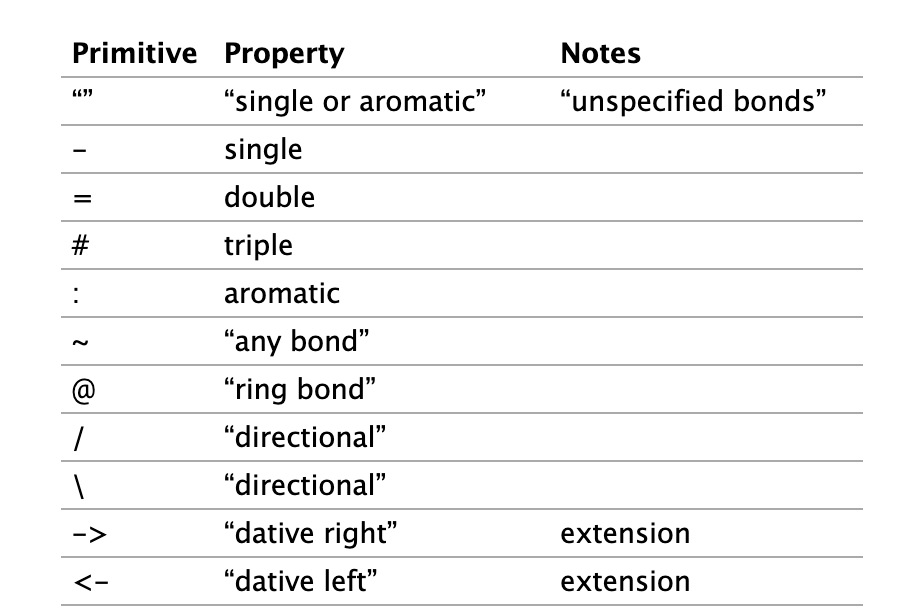 Primitive Property Notes
“” “single or aromatic” “unspecified bonds”
- single
= double
# triple
: aromatic
~ “any bond”
@ “ring bond”
/ “directional”
\ “directional”
-> “dative right” extension
<- “dative left” extension